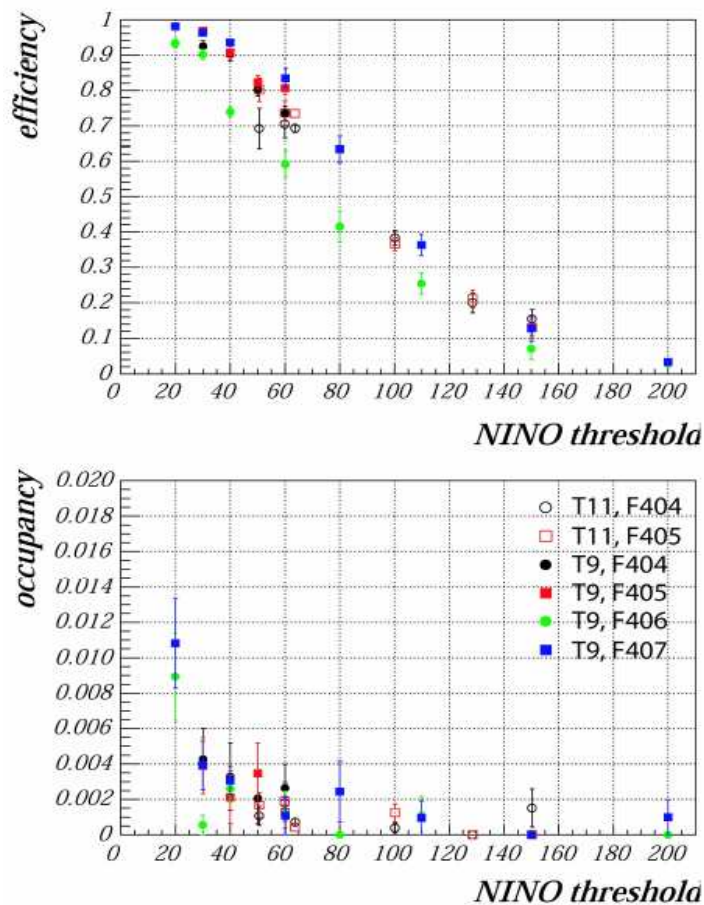 efficiency
1
0.9
0.8
0.7
0.6
0.5
0.4
0.3
0.2
0.1
0
0 20 40 60 80 100 120 140 160 180 200
NINO threshold
occupancy
0.020
0.018
0.016
0.014
0.012
0.010
0.008
0.006
0.004
0.002
0
T11, F404
T11, F405
T9, F404
T9, F405
T9, F406
T9, F407
0 20 40 60 80 100 120 140 160 180 200
NINO threshold